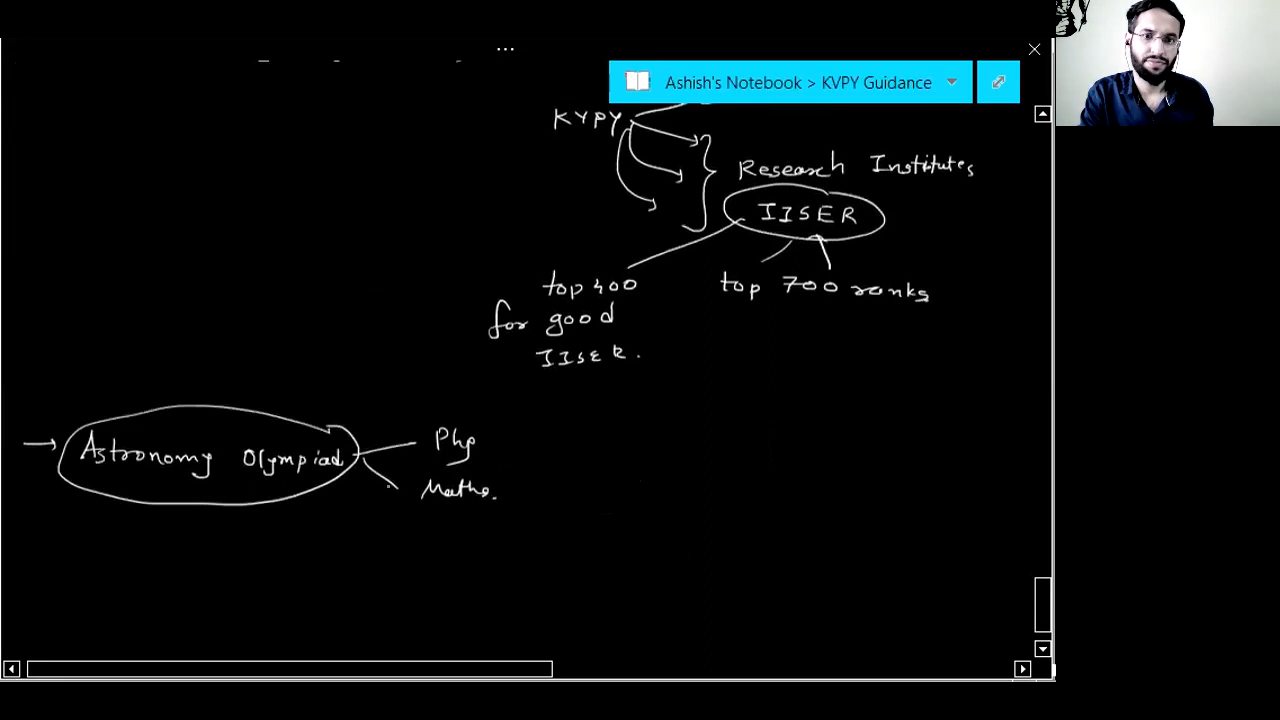 Ashish's Notebook > KVPY Guidance
KVPY
Research Institutes
IISER
top 400
for good
IISER.
top 700 ranks
Astronomy Olympiad
Phy
Maths.